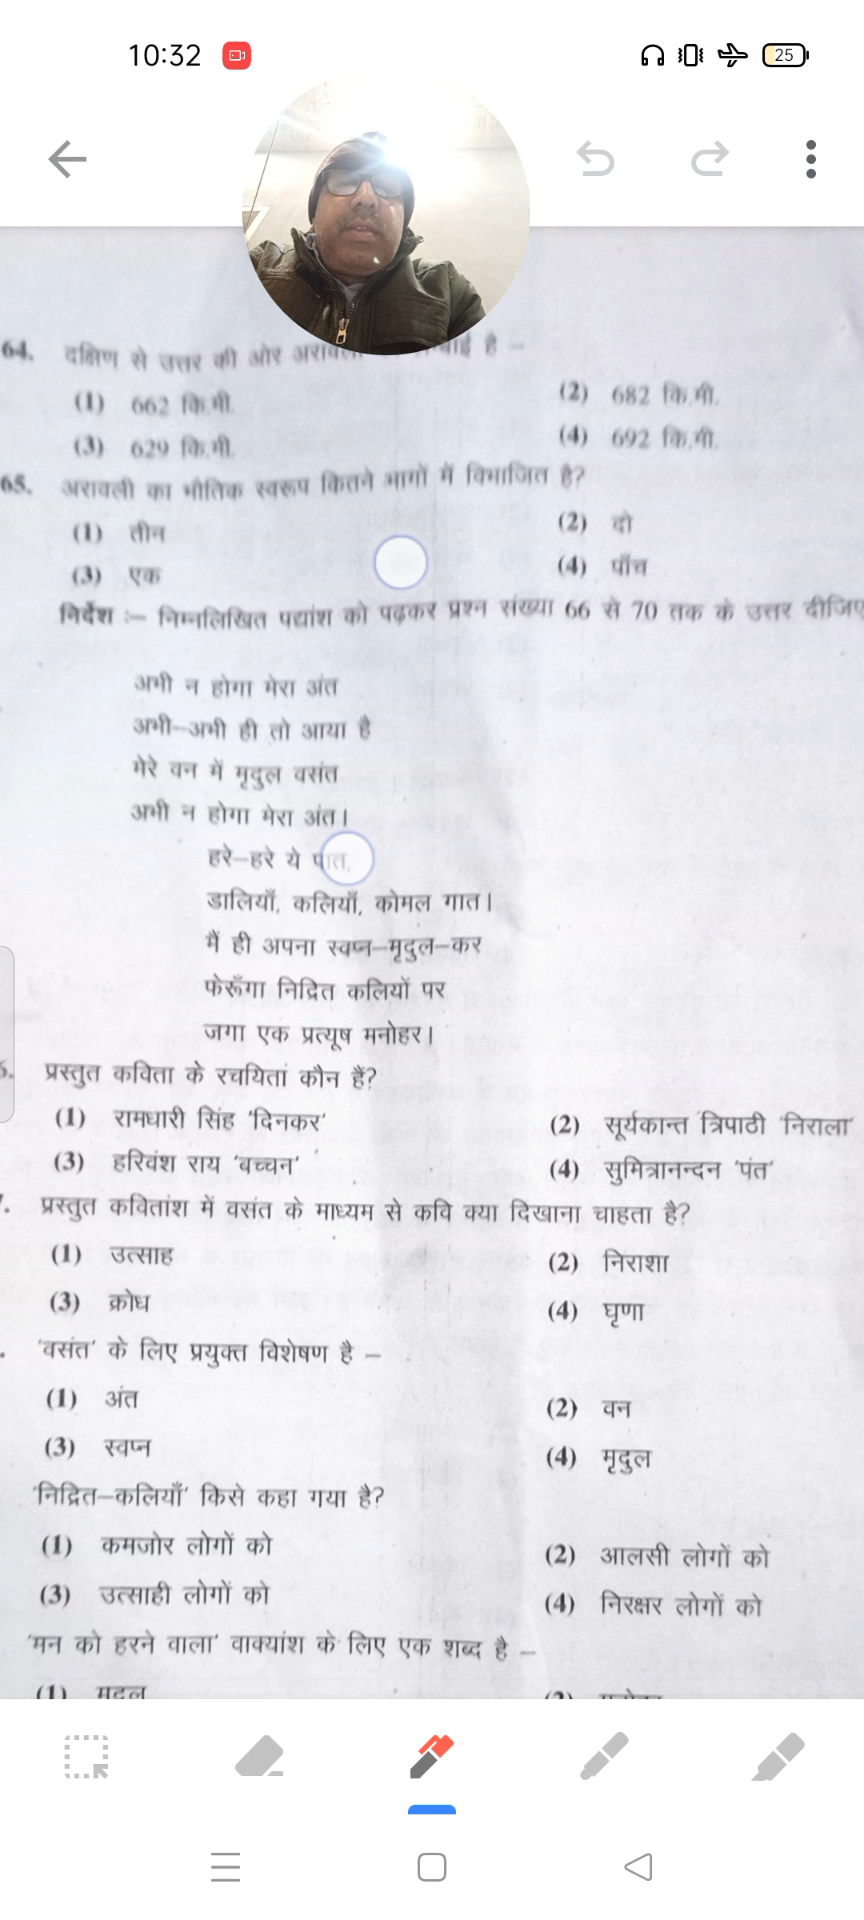 10:32
25
64. दक्षिण से उत्तर की ओर है –
(1) 662 कि.मी. (2) 682 कि.मी.
(3) 629 कि.मी. (4) 692 कि.मी.
65. अरावली का भौतिक स्वरूप कितने भागों में विभाजित है?
(1) तीन (2) दो
(3) एक (4) पाँच
निर्देश :– निम्नलिखित पद्यांश को पढ़कर प्रश्न संख्या 66 से 70 तक के उत्तर दीजिए
अभी न होगा मेरा अंत
अभी–अभी ही तो आया है
मेरे वन में मृदुल वसंत
अभी न होगा मेरा अंत।
हरे–हरे ये पात,
डालियाँ, कलियाँ, कोमल गात।
मैं ही अपना स्वप्न–मृदुल–कर
फेरूँगा निद्रित कलियों पर
जगा एक प्रत्यूष मनोहर।
प्रस्तुत कविता के रचयिता कौन हैं?
(1) रामधारी सिंह 'दिनकर' (2) सूर्यकान्त त्रिपाठी 'निराला'
(3) हरिवंश राय 'बच्चन' (4) सुमित्रानन्दन 'पंत'
प्रस्तुत कवितांश में वसंत के माध्यम से कवि क्या दिखाना चाहता है?
(1) उत्साह (2) निराशा
(3) क्रोध (4) घृणा
'वसंत' के लिए प्रयुक्त विशेषण है –
(1) अंत (2) वन
(3) स्वप्न (4) मृदुल
'निद्रित–कलियाँ' किसे कहा गया है?
(1) कमजोर लोगों को (2) आलसी लोगों को
(3) उत्साही लोगों को (4) निरक्षर लोगों को
'मन को हरने वाला' वाक्यांश के लिए एक शब्द है –
(1)